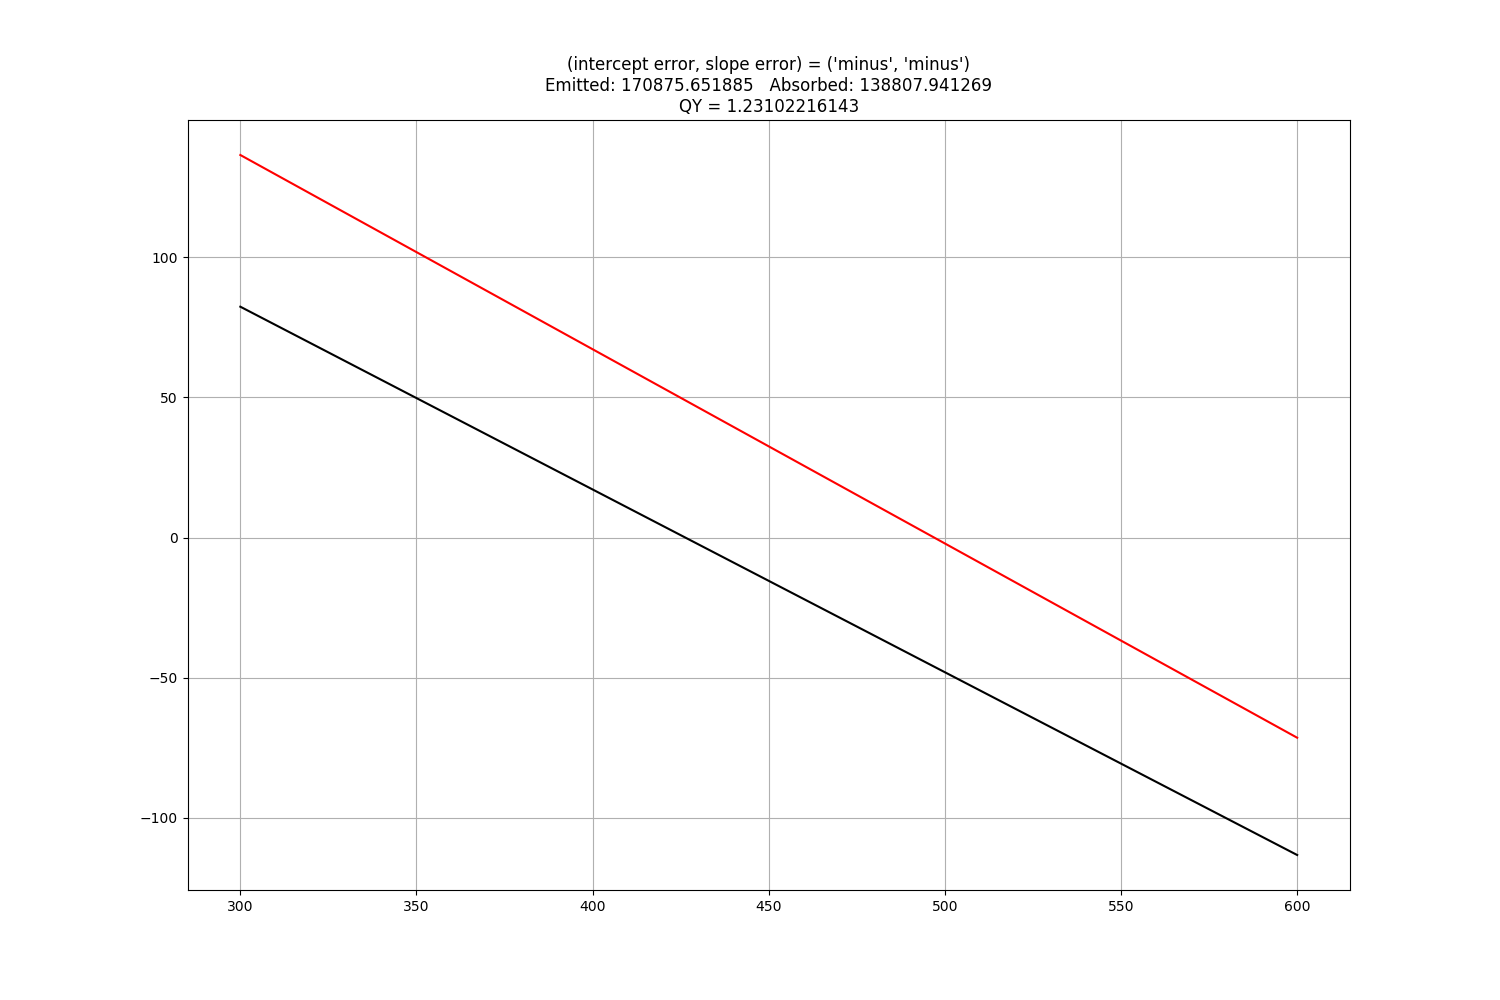 (intercept error, slope error) = ('minus', 'minus')
Emitted: 170875.651885   Absorbed: 138807.941269
QY = 1.23102216143
100
50
0
−50
−100
300 350 400 450 500 550 600